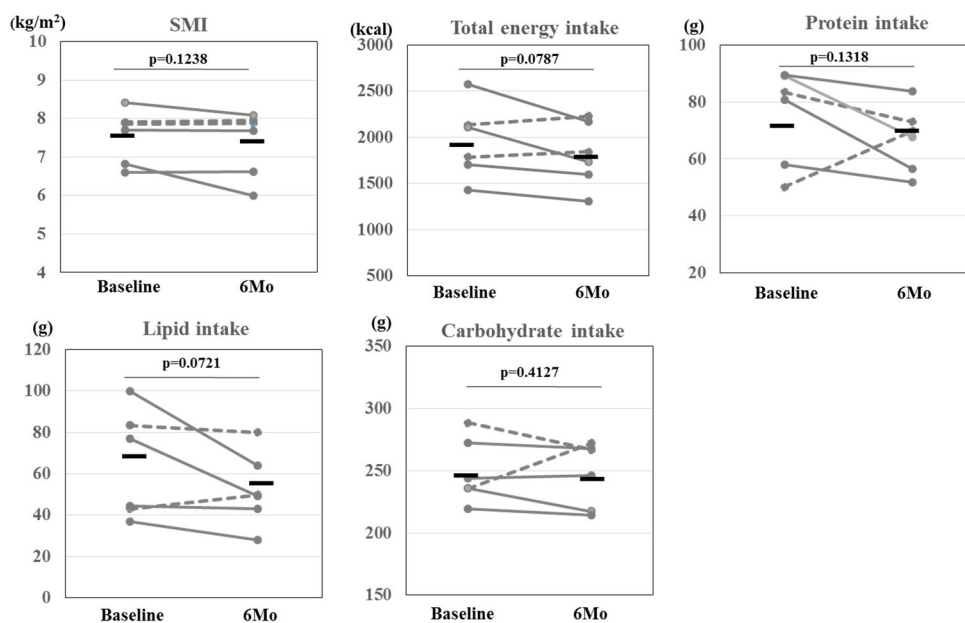 (kg/m²)
SMI
10
9
8
7
6
5
4
p=0.1238
Baseline
6Mo
(kcal)
Total energy intake
3000
2500
2000
1500
1000
500
p=0.0787
Baseline
6Mo
(g)
Protein intake
100
80
60
40
20
p=0.1318
Baseline
6Mo
(g)
Lipid intake
120
100
80
60
40
20
0
p=0.0721
Baseline
6Mo
(g)
Carbohydrate intake
350
300
250
200
150
100
p=0.4127
Baseline
6Mo